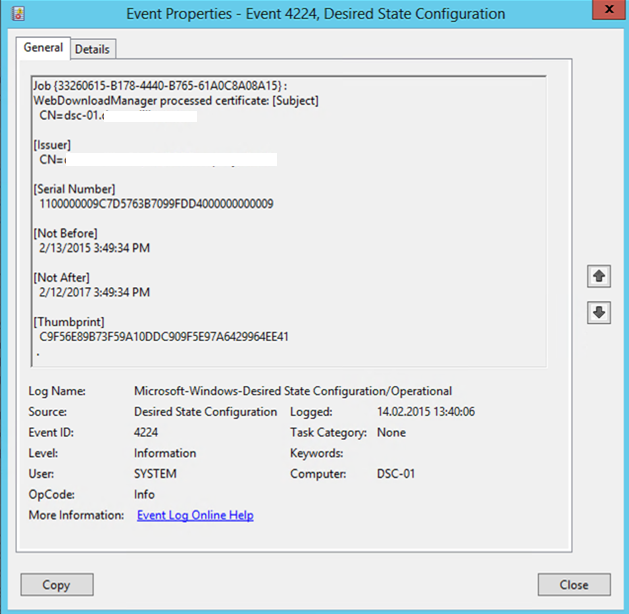 Event Properties - Event 4224, Desired State Configuration
x
General Details
Job {33260615-B178-4440-B765-61A0C8A08A15} :
WebDownloadManager processed certificate: [Subject]
CN=dsc-01.
[Issuer]
CN=
[Serial Number]
1100000009C7D5763B7099FDD4000000000009
[Not Before]
2/13/2015 3:49:34 PM
[Not After]
2/12/2017 3:49:34 PM
[Thumbprint]
C9F56E89B73F59A10DDC909F5E97A6429964EE41
.
Log Name: Microsoft-Windows-Desired State Configuration/Operational
Source: Desired State Configuration Logged: 14.02.2015 13:40:06
Event ID: 4224 Task Category: None
Level: Information Keywords:
User: SYSTEM Computer: DSC-01
OpCode: Info
More Information: Event Log Online Help
Copy Close